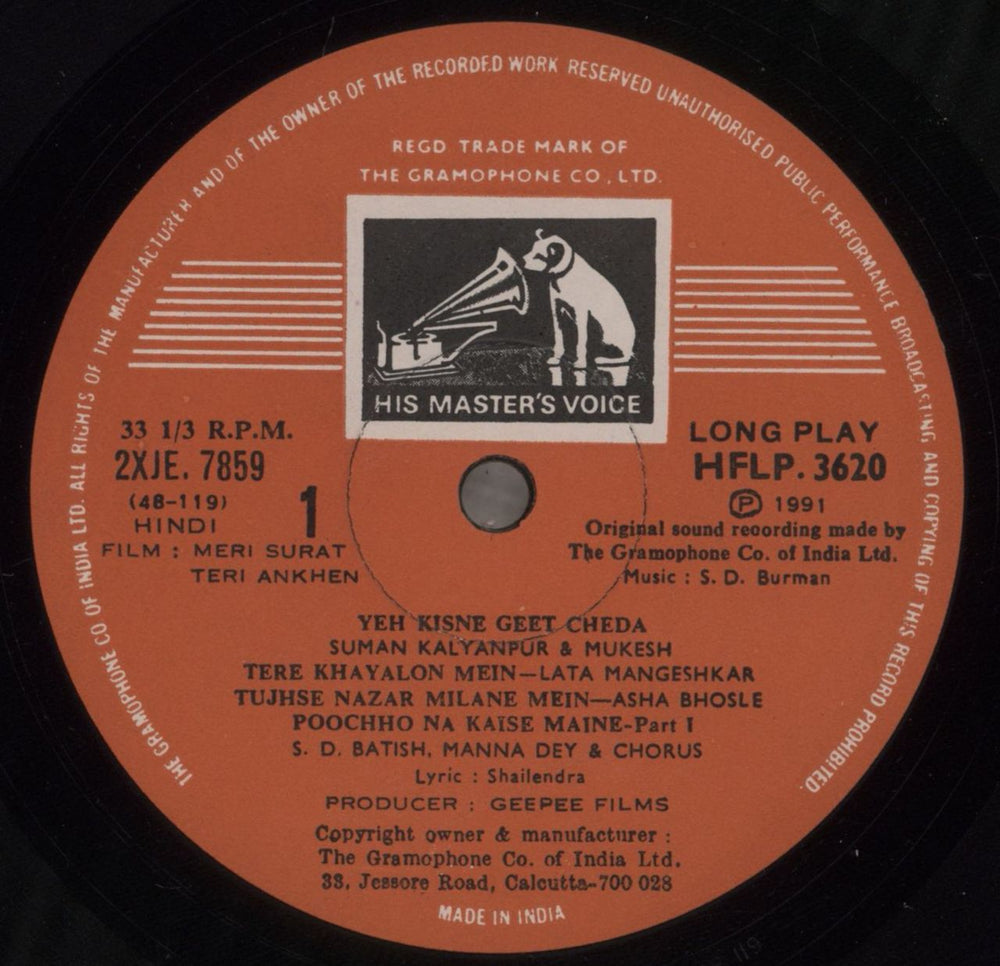 THE GRAMOPHONE CO OF INDIA LTD. ALL RIGHTS OF THE MANUFACTURER AND OF THE OWNER OF THE RECORDED WORK RESERVED UNAUTHORISED PUBLIC PERFORMANCE BROADCASTING AND COPYING OF THIS RECORD PROHIBITED.
REGD TRADE MARK OF
THE GRAMOPHONE CO., LTD.
HIS MASTER'S VOICE
33 1/3 R.P.M.
2XJE. 7859
(48-119)
HINDI
1
FILM : MERI SURAT
TERI ANKHEN
LONG PLAY
HFLP. 3620
Ⓟ 1991
Original sound recording made by
The Gramophone Co. of India Ltd.
Music : S. D. Burman
YEH KISNE GEET CHEDA
SUMAN KALYANPUR & MUKESH
TERE KHAYALON MEIN—LATA MANGESHKAR
TUJHSE NAZAR MILANE MEIN—ASHA BHOSLE
POOCHHO NA KAISE MAINE-Part I
S. D. BATISH, MANNA DEY & CHORUS
Lyric : Shailendra
PRODUCER : GEEPEE FILMS
Copyright owner & manufacturer :
The Gramophone Co. of India Ltd.
33, Jessore Road, Calcutta-700 028
MADE IN INDIA